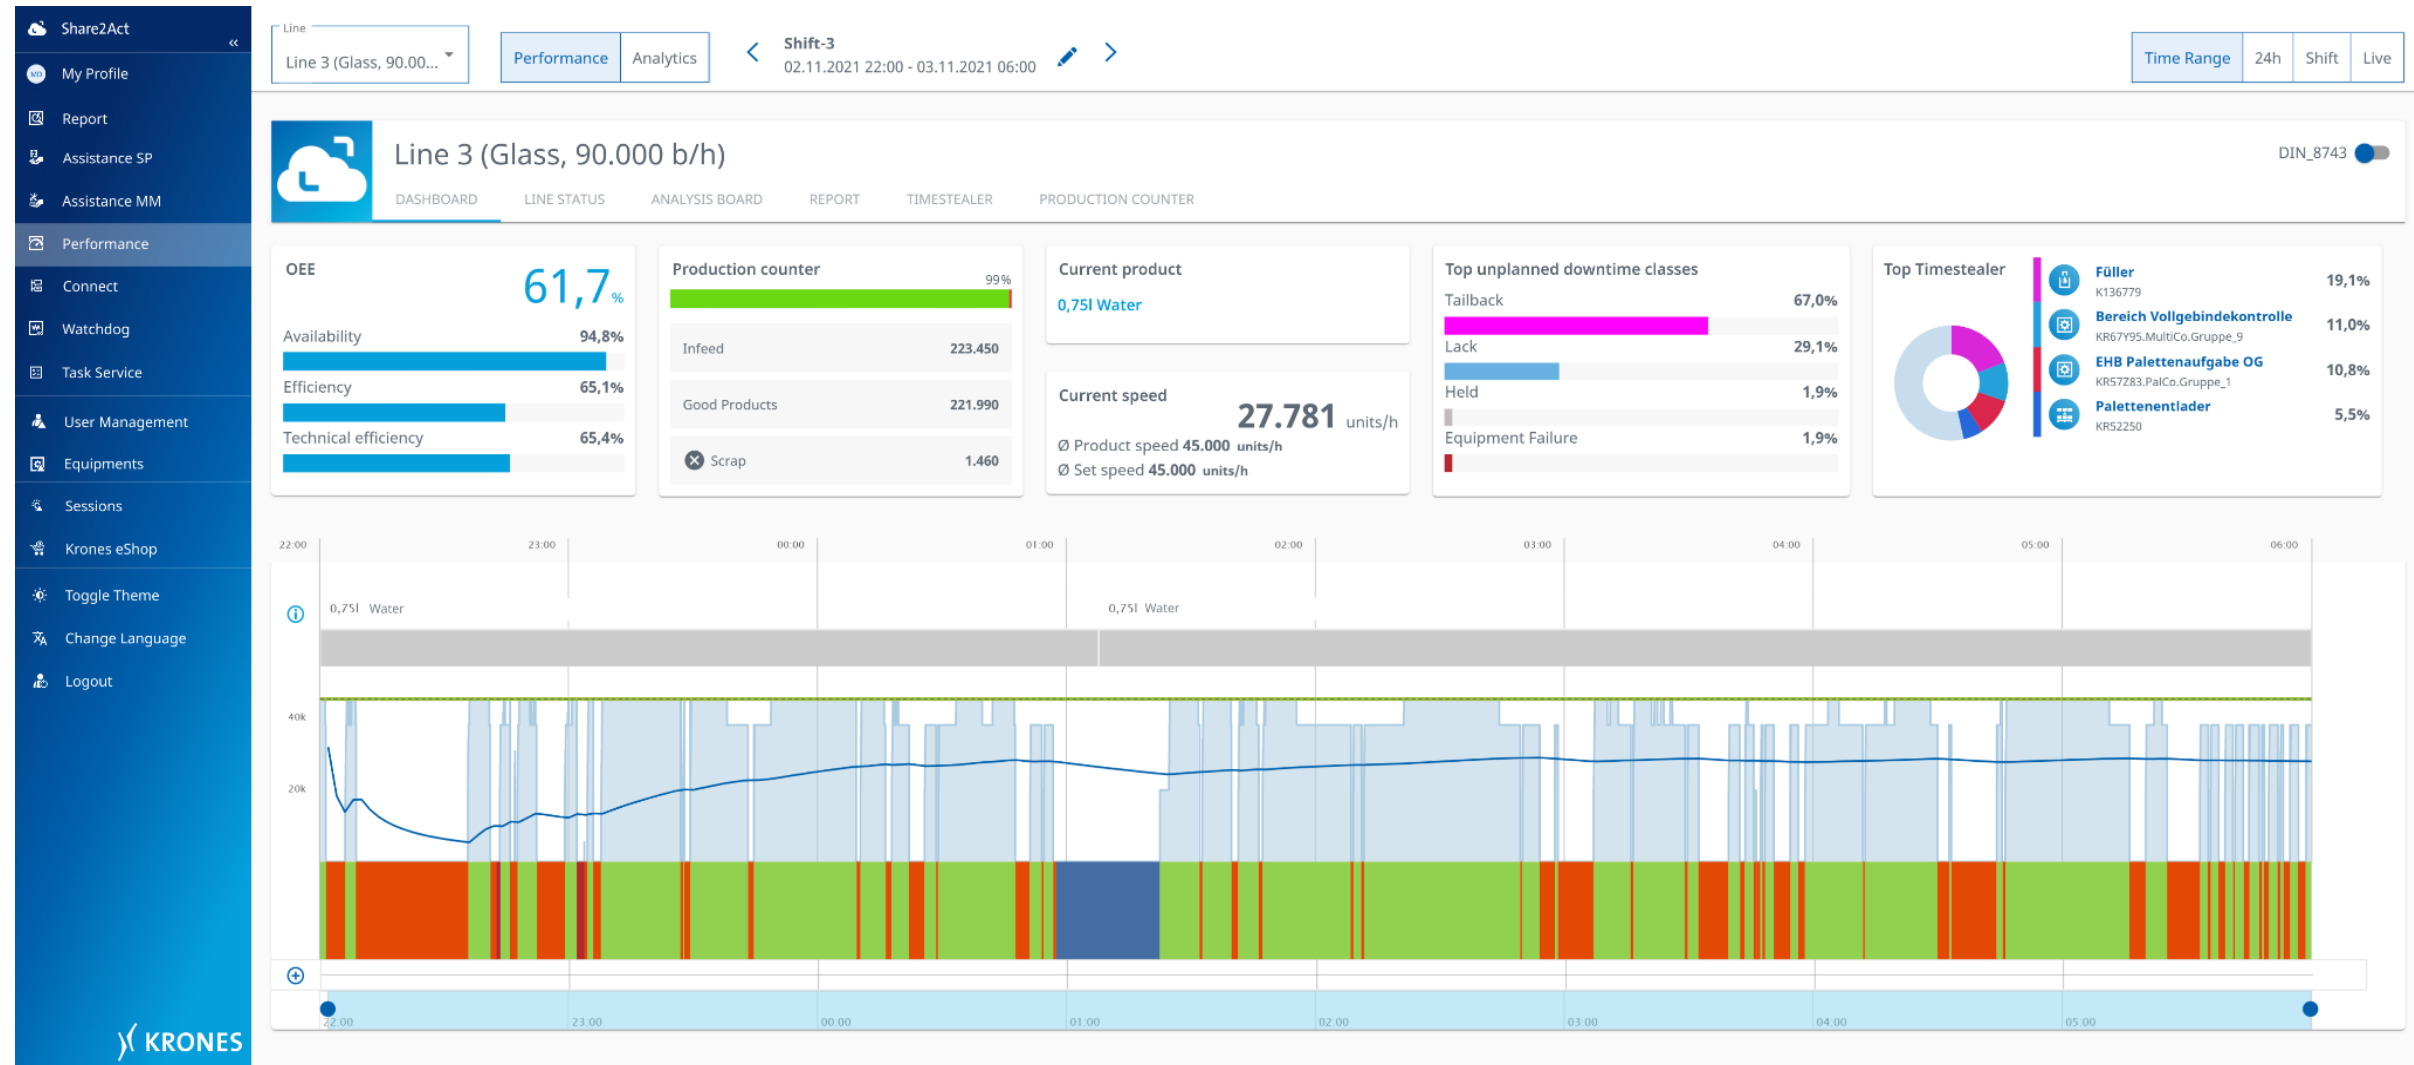 Share2Act
«
MD My Profile
Report
Assistance SP
Assistance MM
Performance
Connect
Watchdog
Task Service
User Management
Equipments
Sessions
Krones eShop
Toggle Theme
Change Language
Logout
KRONES
Line
Line 3 (Glass, 90.00...
Performance Analytics
Shift-3
02.11.2021 22:00 - 03.11.2021 06:00
Time Range 24h Shift Live
Line 3 (Glass, 90.000 b/h)
DIN_8743
DASHBOARD LINE STATUS ANALYSIS BOARD REPORT TIMESTEALER PRODUCTION COUNTER
OEE
61,7%
Availability 94,8%
Efficiency 65,1%
Technical efficiency 65,4%
Production counter
99%
Infeed 223.450
Good Products 221.990
Scrap 1.460
Current product
0,75l Water
Current speed
27.781 units/h
Ø Product speed 45.000 units/h
Ø Set speed 45.000 units/h
Top unplanned downtime classes
Tailback 67,0%
Lack 29,1%
Held 1,9%
Equipment Failure 1,9%
Top Timestealer
Füller 19,1%
K136779
Bereich Vollgebindekontrolle 11,0%
KR67Y95.MultiCo.Gruppe_9
EHB Palettenaufgabe OG 10,8%
KR57Z83.PalCo.Gruppe_1
Palettenentlader 5,5%
KR52250
22:00 23:00 00:00 01:00 02:00 03:00 04:00 05:00 06:00
0,75l Water 0,75l Water
40k
20k
22:00 23:00 00:00 01:00 02:00 03:00 04:00 05:00